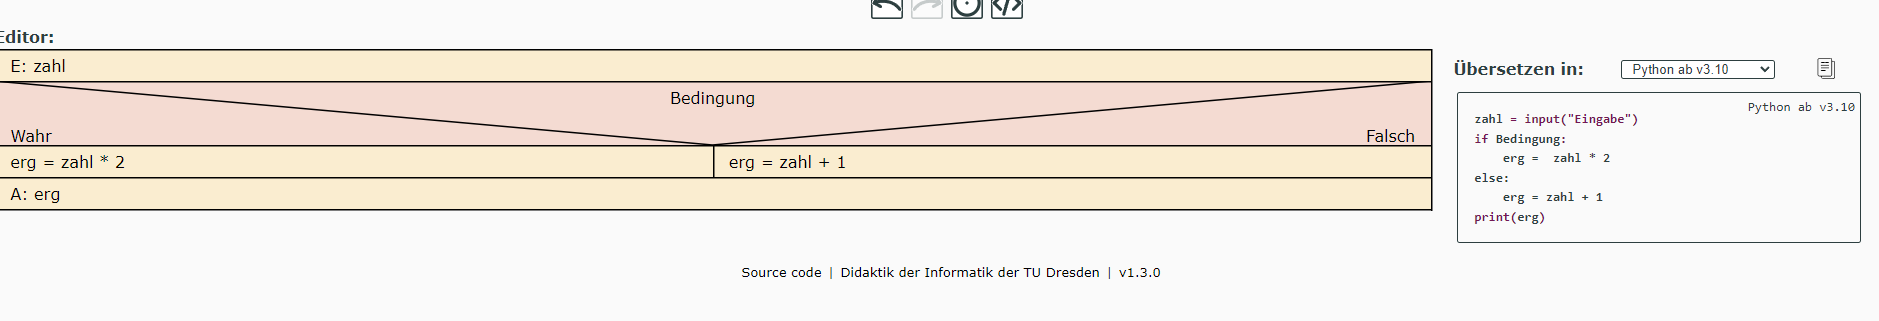 Editor:
E: zahl
Bedingung
Wahr
Falsch
erg = zahl * 2
erg = zahl + 1
A: erg
Übersetzen in:
Python ab v3.10
Python ab v3.10
zahl = input("Eingabe")
if Bedingung:
    erg =  zahl * 2
else:
    erg = zahl + 1
print(erg)
Source code | Didaktik der Informatik der TU Dresden | v1.3.0